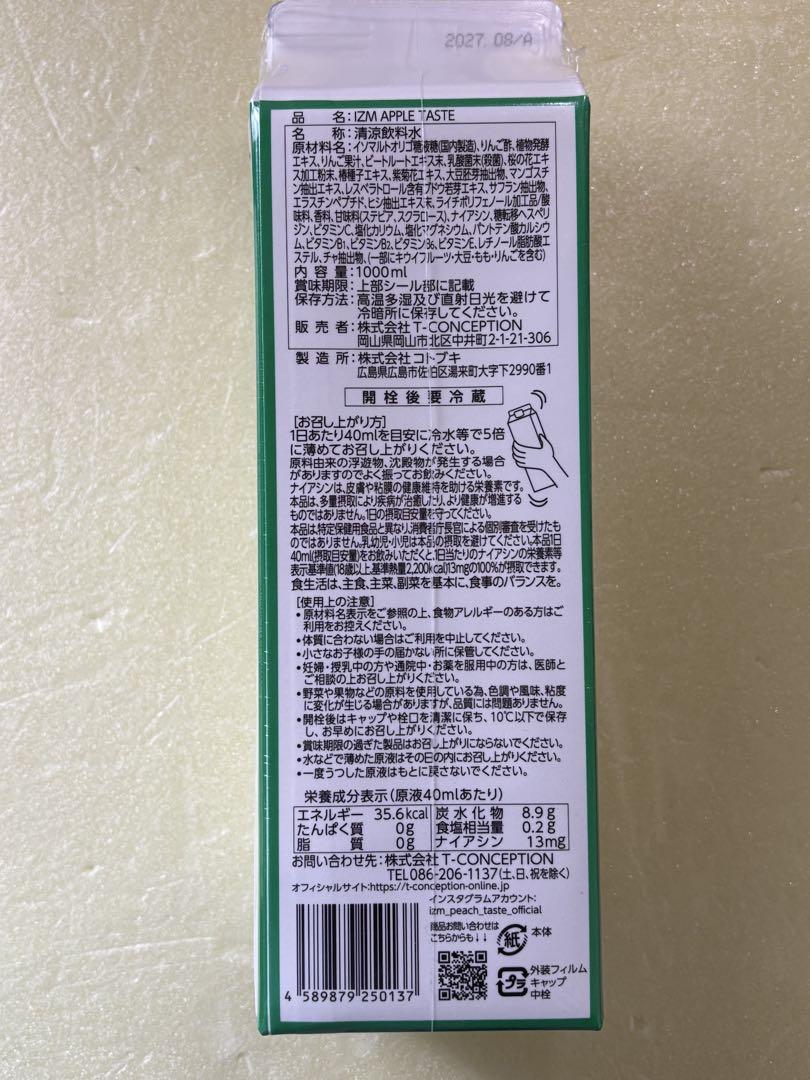 2027. 08/A
品名:IZM APPLE TASTE
名称:清涼飲料水
原材料名:イソマルトオリゴ糖液糖(国内製造)、りんご酢、植物発酵
エキス、りんご果汁、ビートルートエキス末、乳酸菌末(殺菌)、桜の花エキ
ス加工粉末、椿種子エキス、紫菊花エキス、大豆胚芽抽出物、マンゴスチ
ン抽出エキス、レスベラトロール含有ブドウ若芽エキス、サフラン抽出物、
エラスチンペプチド、ヒシ抽出エキス末、ライチポリフェノール加工品/酸
味料、香料、甘味料(ステビア、スクラロース)、ナイアシン、糖転移ヘスペリ
ジン、ビタミンC、塩化カリウム、塩化マグネシウム、パントテン酸カルシウ
ム、ビタミンB1、ビタミンB2、ビタミンB6、ビタミンE、レチノール脂肪酸エ
ステル、チャ抽出物、(一部にキウイフルーツ・大豆・もも・りんごを含む)
内容量:1000ml
賞味期限:上部シール部に記載
保存方法:高温多湿及び直射日光を避けて
冷暗所に保存してください。
販売者:株式会社T-CONCEPTION
岡山県岡山市北区中井町2-1-21-306
製造所:株式会社コトブキ
広島県広島市佐伯区湯来町大字下2990番1
開栓後要冷蔵
[お召し上がり方]
1日あたり40mlを目安に冷水等で5倍
に薄めてお召し上がりください。
原料由来の浮遊物、沈殿物が発生する場合
がありますのでよく振ってお飲みください。
ナイアシンは、皮膚や粘膜の健康維持を助ける栄養素です。
本品は、多量摂取により疾病が治癒したり、より健康が増進する
ものではありません。1日の摂取目安量を守ってください。
本品は、特定保健用食品と異なり、消費者庁長官による個別審査を受けたも
のではありません。乳幼児・小児は本品の摂取を避けてください。本品1日
40ml(摂取目安量)をお飲みいただくと、1日当たりのナイアシンの栄養素等
表示基準値(18歳以上、基準熱量2,200kcal)13mgの100%が摂取できます。
食生活は、主食、主菜、副菜を基本に、食事のバランスを。
[使用上の注意]
•原材料名表示をご参照の上、食物アレルギーのある方はご
利用をお控えください。
•体質に合わない場合はご利用を中止してください。
•小さなお子様の手の届かない所に保管してください。
•妊婦・授乳中の方や通院中・お薬を服用中の方は、医師と
ご相談の上お召し上がりください。
•野菜や果物などの原料を使用している為、色調や風味、粘度
に変化が生じる場合がありますが、品質には問題ありません。
•開栓後はキャップや栓口を清潔に保ち、10℃以下で保存
し、お早めにお召し上がりください。
•賞味期限の過ぎた製品はお召し上がりにならないでください。
•水などで薄めた原液はその日の内にお召し上がりください。
•一度うつした原液はもとに戻さないでください。
栄養成分表示(原液40mlあたり)
エネルギー 35.6kcal 炭水化物 8.9g
たんぱく質 0g 食塩相当量 0.2g
脂質 0g ナイアシン 13mg
お問い合わせ先:株式会社T-CONCEPTION
TEL086-206-1137(土、日、祝を除く)
オフィシャルサイト:https://t-conception-online.jp
インスタグラムアカウント:
izm_peach_taste_official
商品お問い合わせは
こちらからも↓↓
紙 本体
プラ 外装フィルム
キャップ
中栓
4 589879 250137